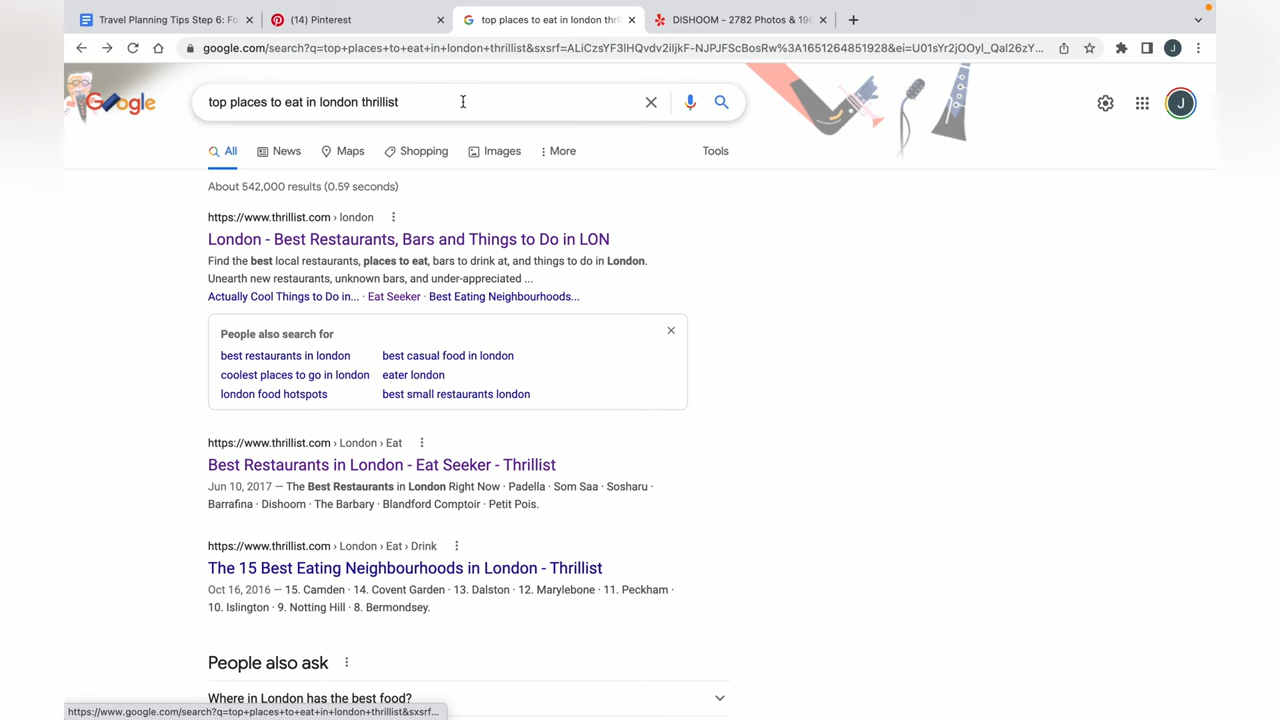 Travel Planning Tips Step 6: Fo
(14) Pinterest
top places to eat in london thril
DISHOOM - 2782 Photos & 19
google.com/search?q=top+places+to+eat+in+london+thrillist&sxsrf=ALiCzsYF3lHQvdv2iljkF-NJPJFScBosRw%3A1651264851928&ei=U01sYr2jOOyl_Qal26zY...
J
Google
top places to eat in london thrillist
J
All
News
Maps
Shopping
Images
More
Tools
About 542,000 results (0.59 seconds)
https://www.thrillist.com › london
London - Best Restaurants, Bars and Things to Do in LON
Find the best local restaurants, places to eat, bars to drink at, and things to do in London.
Unearth new restaurants, unknown bars, and under-appreciated ...
Actually Cool Things to Do in... · Eat Seeker · Best Eating Neighbourhoods...
People also search for
best restaurants in london best casual food in london
coolest places to go in london eater london
london food hotspots best small restaurants london
https://www.thrillist.com › London › Eat
Best Restaurants in London - Eat Seeker - Thrillist
Jun 10, 2017 — The Best Restaurants in London Right Now · Padella · Som Saa · Sosharu ·
Barrafina · Dishoom · The Barbary · Blandford Comptoir · Petit Pois.
https://www.thrillist.com › London › Eat › Drink
The 15 Best Eating Neighbourhoods in London - Thrillist
Oct 16, 2016 — 15. Camden · 14. Covent Garden · 13. Dalston · 12. Marylebone · 11. Peckham ·
10. Islington · 9. Notting Hill · 8. Bermondsey.
People also ask
Where in London has the best food?
https://www.google.com/search?q=top+places+to+eat+in+london+thrillist&sxsrf...